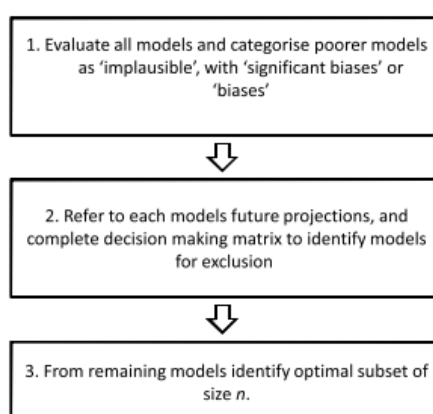 1. Evaluate all models and categorise poorer models
as ‘implausible’, with ‘significant biases’ or
‘biases’
2. Refer to each models future projections, and
complete decision making matrix to identify models
for exclusion
3. From remaining models identify optimal subset of
size n.